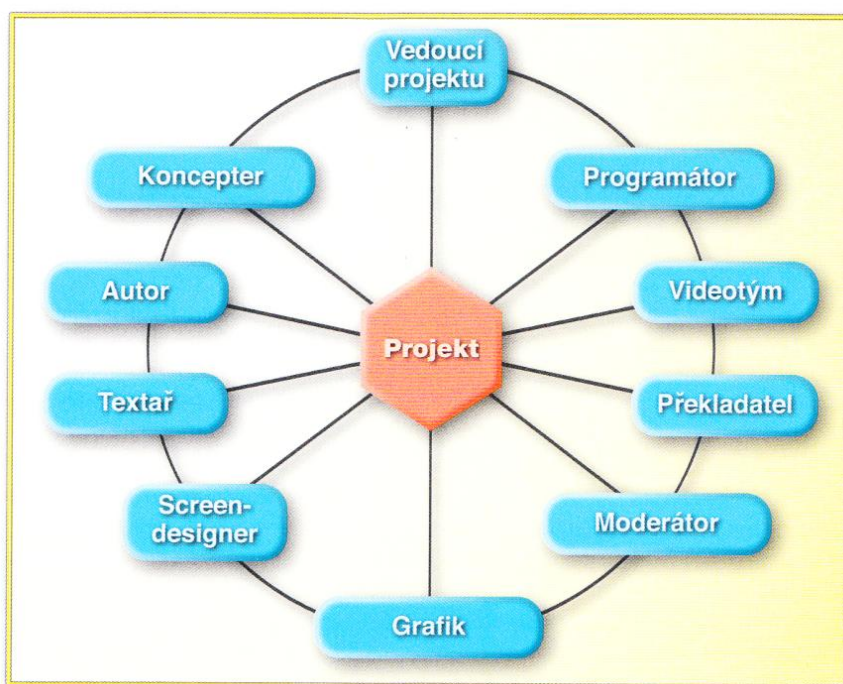 Vedoucí
projektu
Koncepter
Programátor
Autor
Videotým
Projekt
Textař
Překladatel
Screen-
designer
Moderátor
Grafik